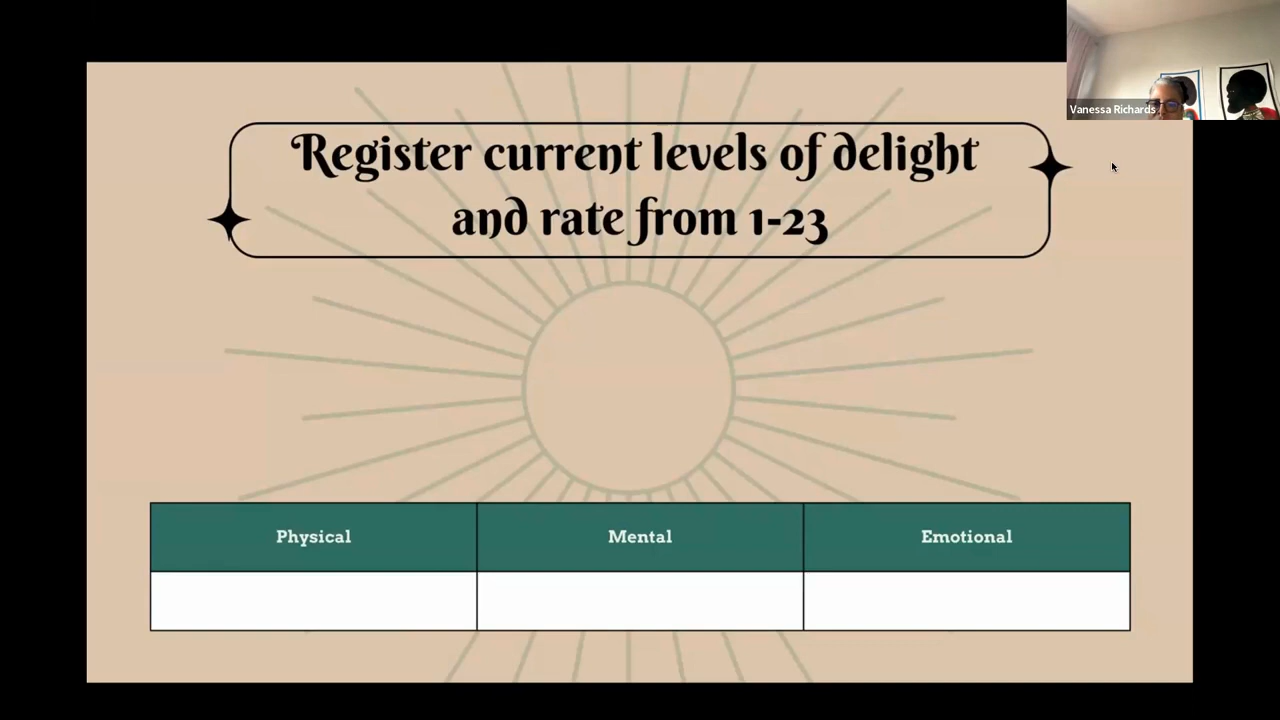 Vanessa Richards
Register current levels of delight
and rate from 1-23
Physical Mental Emotional